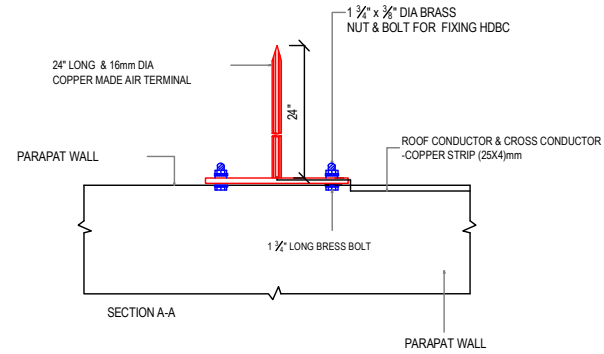 1 3/4" x 3/8" DIA BRASS
NUT & BOLT FOR FIXING HDBC
24" LONG & 16mm DIA
COPPER MADE AIR TERMINAL
24"
ROOF CONDUCTOR & CROSS CONDUCTOR
-COPPER STRIP (25X4)mm
PARAPAT WALL
1 3/4" LONG BRESS BOLT
SECTION A-A
PARAPAT WALL